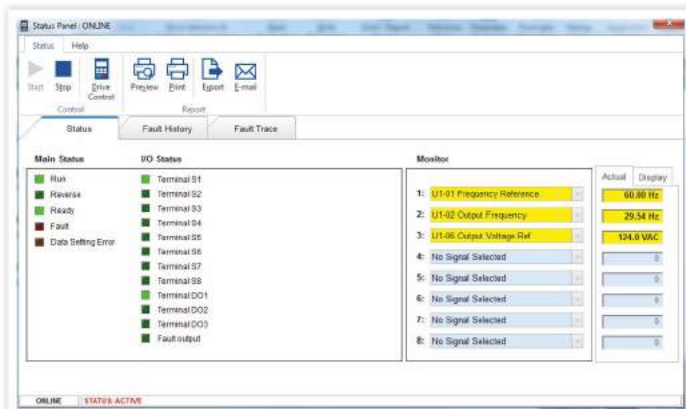 Status Panel : ONLINE
Status Help
Start Stop Drive Control Preview Print Export E-mail
Control Report
Status Fault History Fault Trace
Main Status
Run
Reverse
Ready
Fault
Data Setting Error
I/O Status
Terminal S1
Terminal S2
Terminal S3
Terminal S4
Terminal S5
Terminal S6
Terminal S7
Terminal S8
Terminal DO1
Terminal DO2
Terminal DO3
Fault output
Monitor
Actual Display
1: U1-01 Frequency Reference 60.00 Hz
2: U1-02 Output Frequency 29.54 Hz
3: U1-06 Output Voltage Ref 124.0 VAC
4: No Signal Selected 0
5: No Signal Selected 0
6: No Signal Selected 0
7: No Signal Selected 0
8: No Signal Selected 0
ONLINE STATUS: ACTIVE